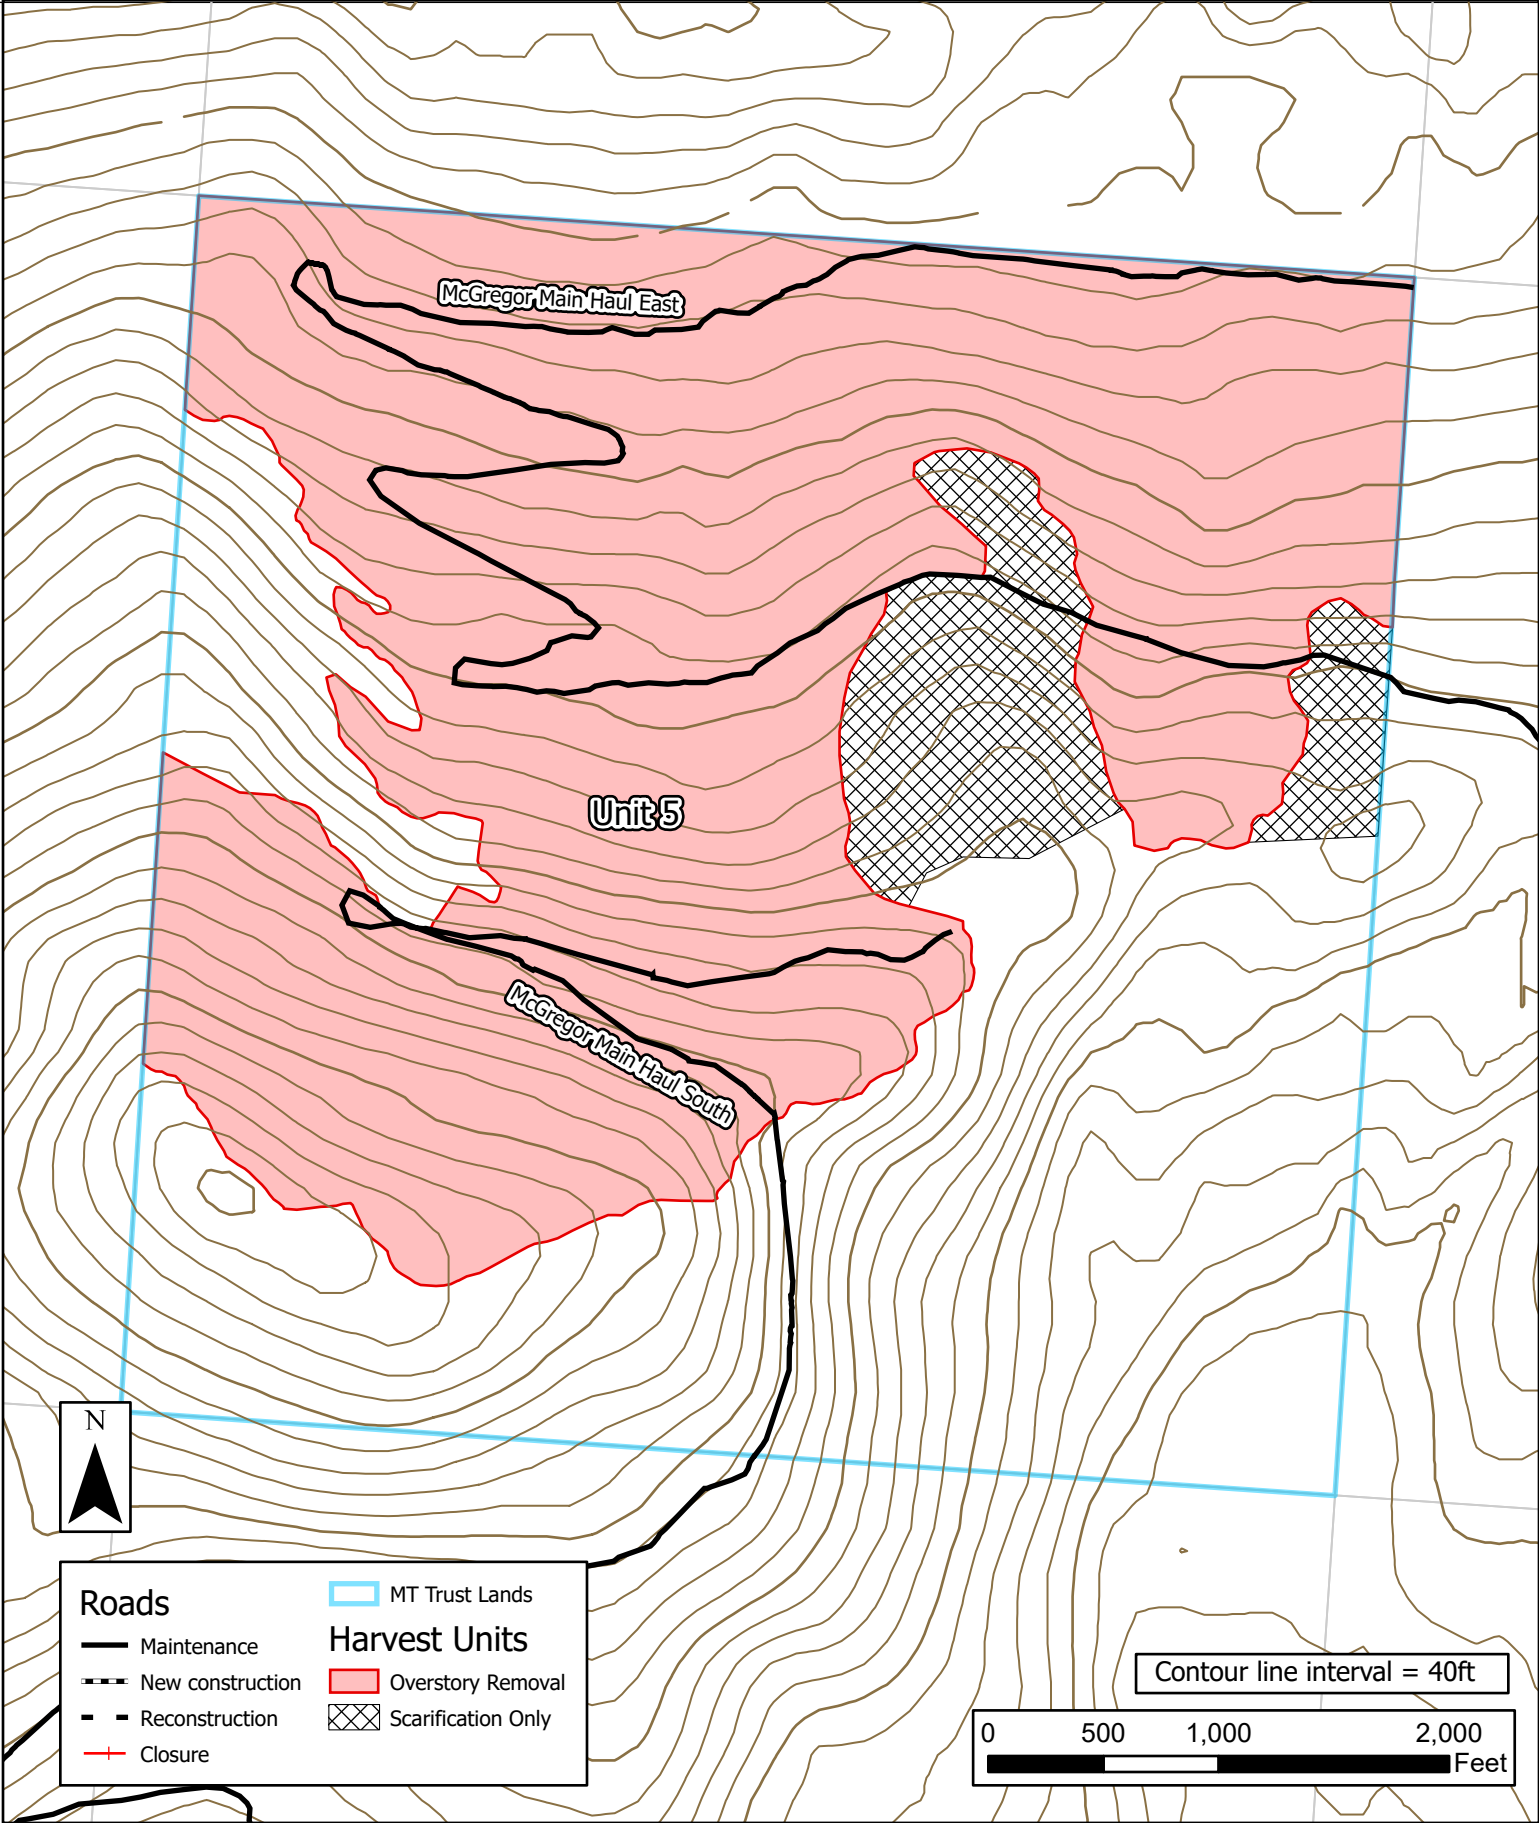 McGregor Main Haul East
Unit 5
McGregor Main Haul South
N
Roads
Maintenance
New construction
Reconstruction
Closure
MT Trust Lands
Harvest Units
Overstory Removal
Scarification Only
Contour line interval = 40ft
0 500 1,000 2,000
Feet